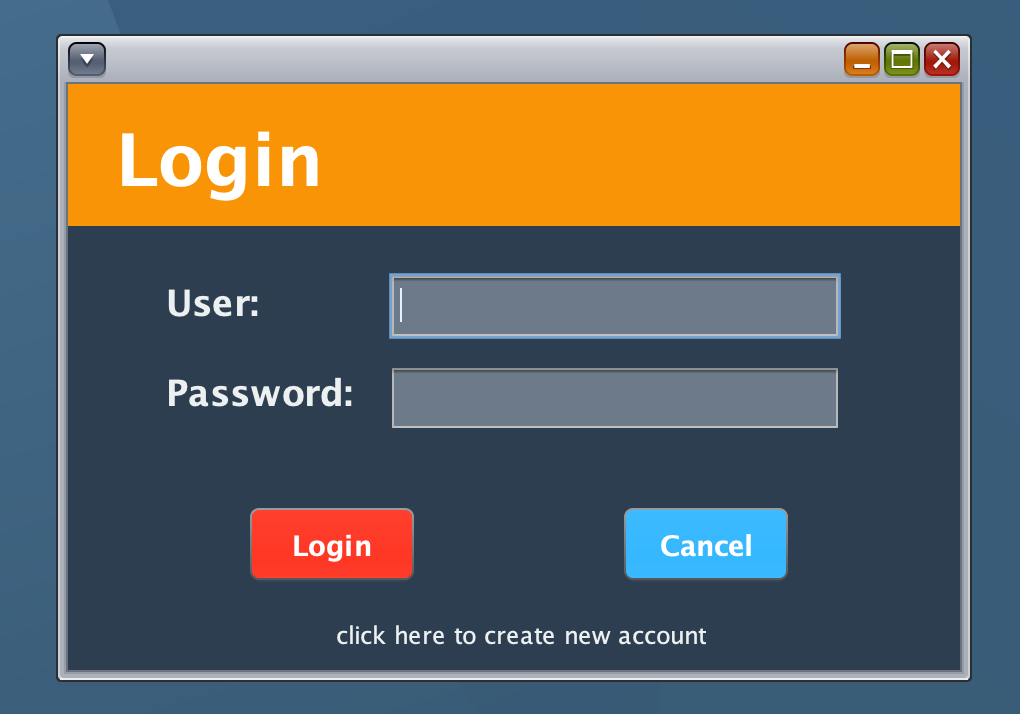 Login
User:
Password:
Login
Cancel
click here to create new account